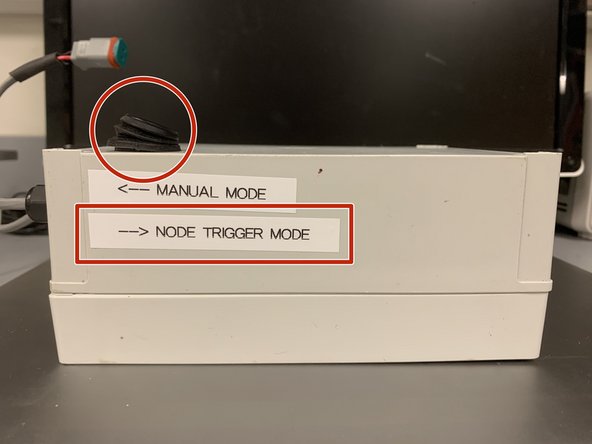 <-- MANUAL MODE
--> NODE TRIGGER MODE